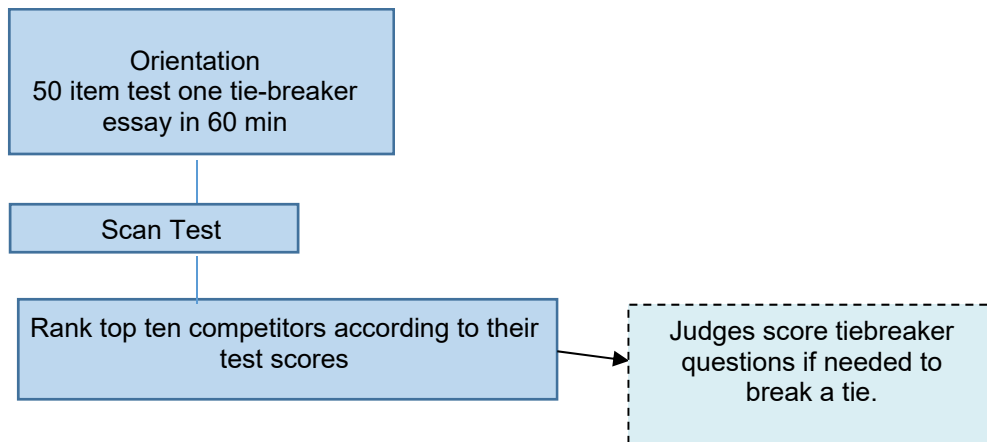 Orientation
50 item test one tie-breaker
essay in 60 min
Scan Test
Rank top ten competitors according to their
test scores
Judges score tiebreaker
questions if needed to
break a tie.